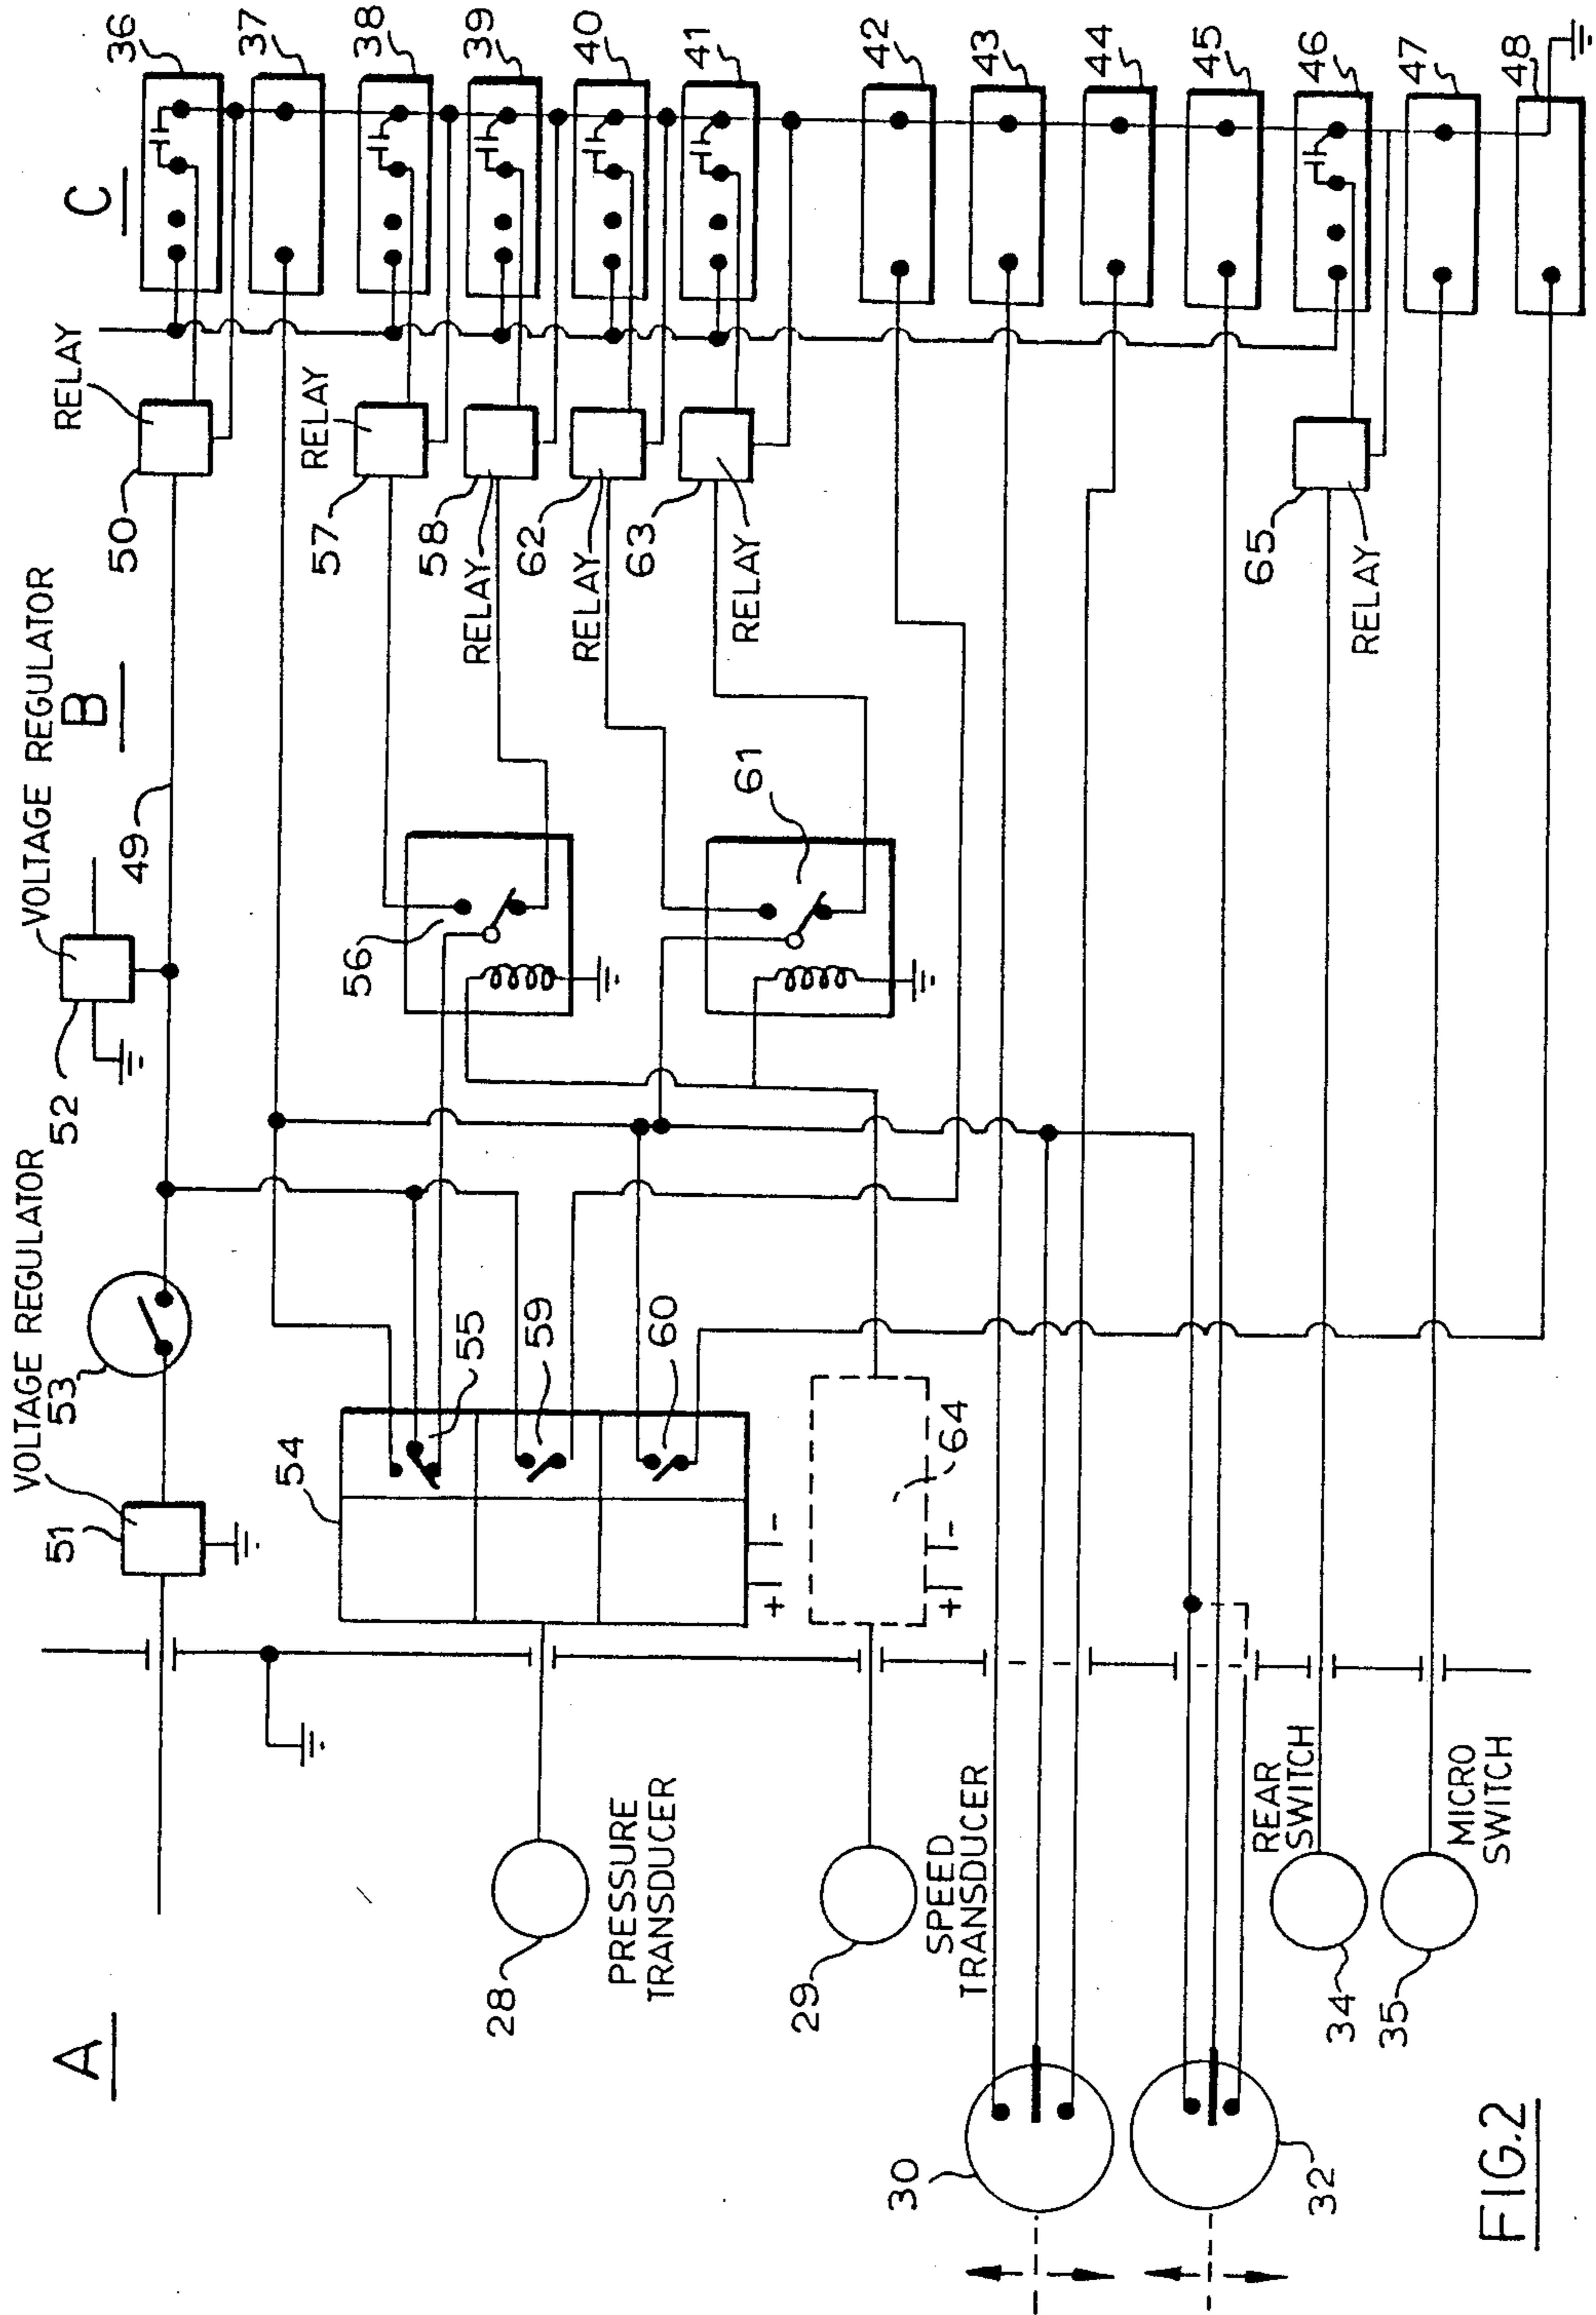 A
B
C
36
37
38
39
40
41
42
43
44
45
46
47
48
RELAY
50
RELAY
57
58
RELAY
62
RELAY
63
RELAY
65
RELAY
VOLTAGE REGULATOR
49
52
56
61
VOLTAGE REGULATOR
53
51
54
55
59
60
64
+ -
+ -
28
PRESSURE
TRANSDUCER
29
SPEED
TRANSDUCER
30
32
REAR
SWITCH
34
MICRO
SWITCH
35
FIG.2